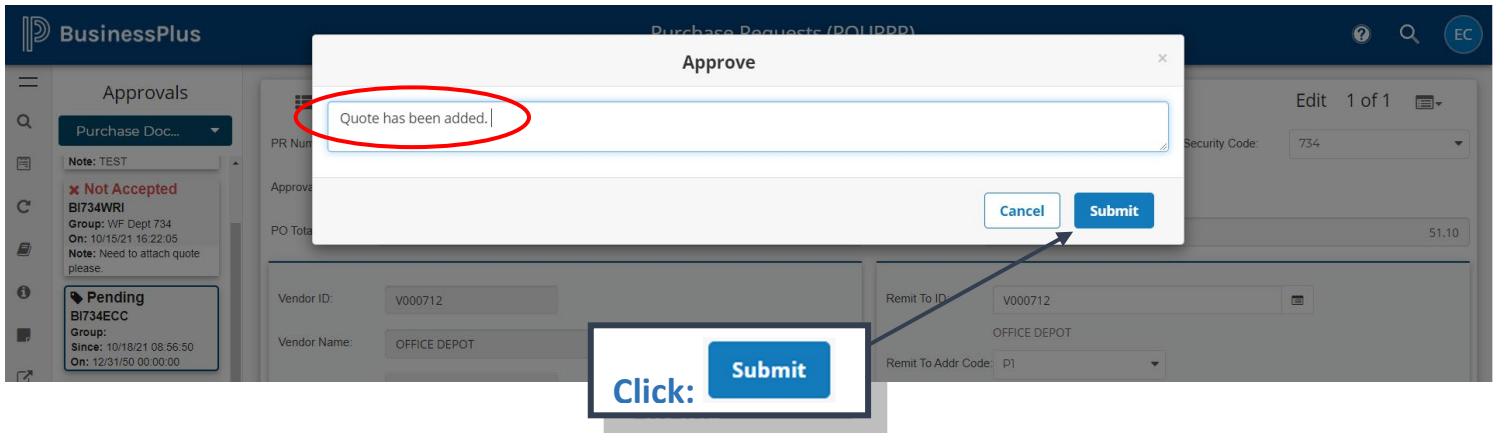 BusinessPlus
Purchase Requests (POUPPR)
EC
Approve
×
Approvals
Purchase Doc...
Edit 1 of 1
Quote has been added.
PR Num
Security Code: 734
Note: TEST
Not Accepted
BI734WRI
Group: WF Dept 734
On: 10/15/21 16:22:05
Note: Need to attach quote
please.
Approva
Cancel Submit
PO Tota
51.10
Pending
BI734ECC
Group:
Since: 10/18/21 08:56:50
On: 12/31/50 00:00:00
Vendor ID: V000712
Remit To ID: V000712
OFFICE DEPOT
Vendor Name: OFFICE DEPOT
Remit To Addr Code: P1
Click: Submit